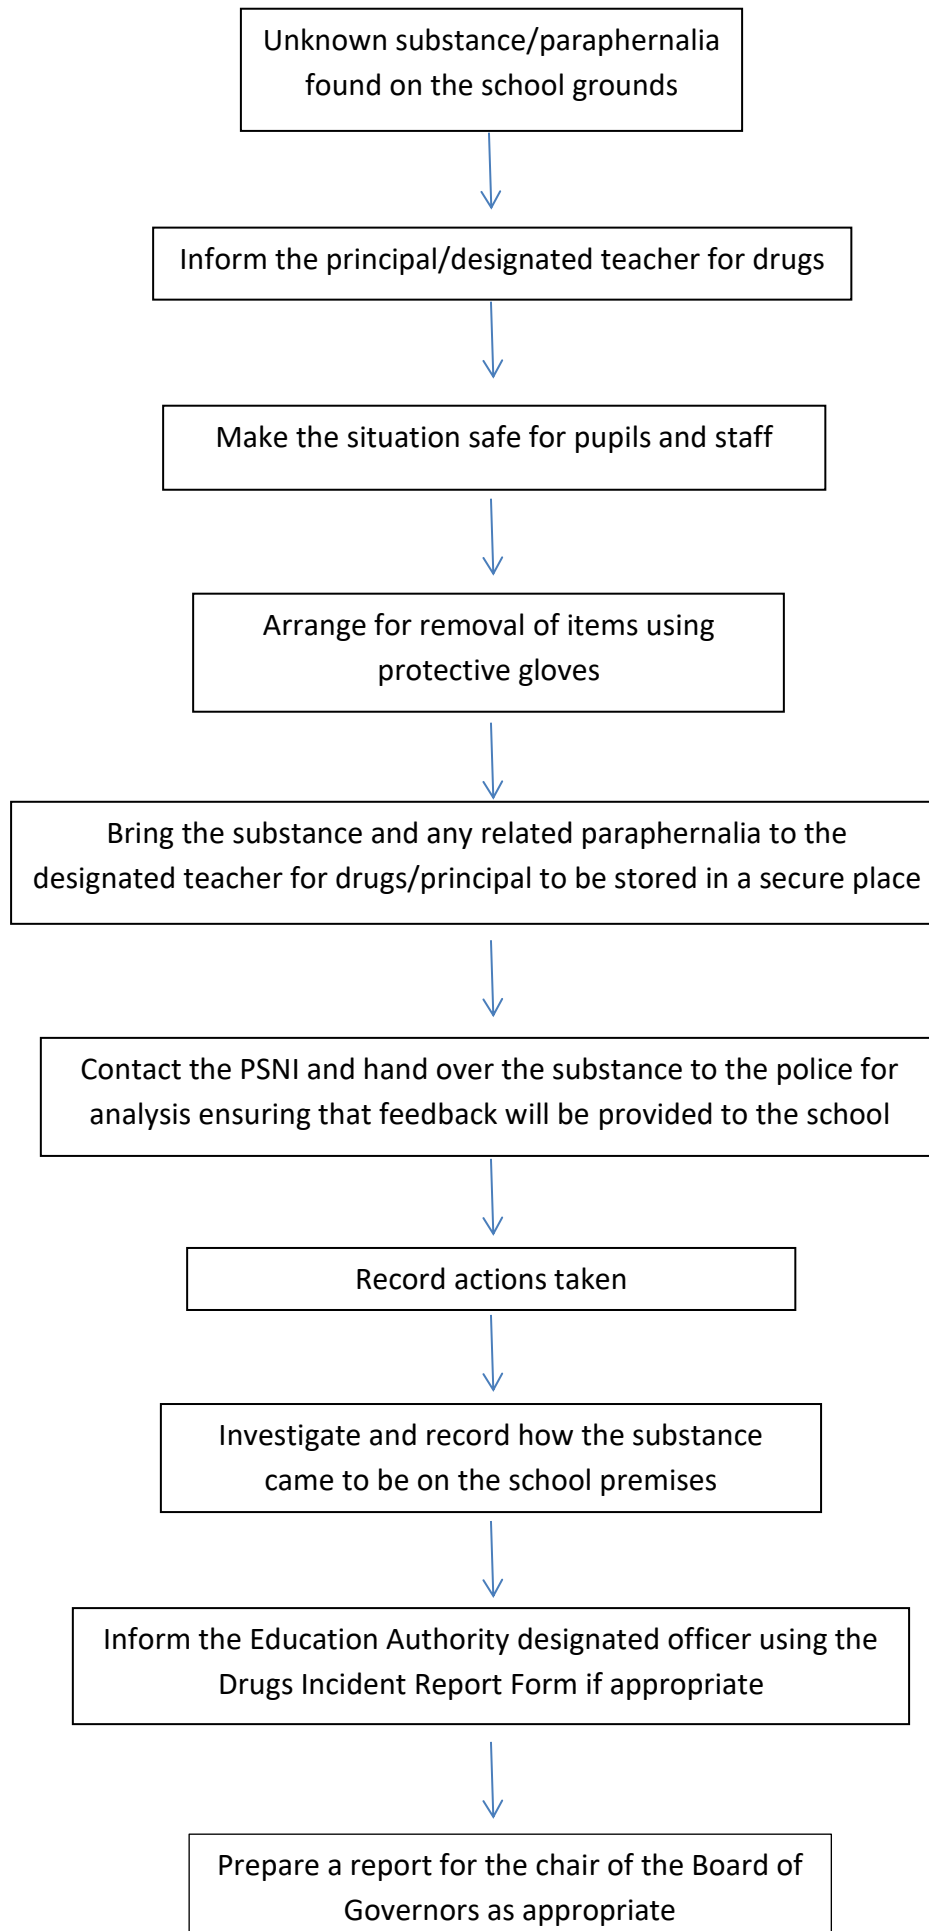 Unknown substance/paraphernalia
found on the school grounds
Inform the principal/designated teacher for drugs
Make the situation safe for pupils and staff
Arrange for removal of items using
protective gloves
Bring the substance and any related paraphernalia to the
designated teacher for drugs/principal to be stored in a secure place
Contact the PSNI and hand over the substance to the police for
analysis ensuring that feedback will be provided to the school
Record actions taken
Investigate and record how the substance
came to be on the school premises
Inform the Education Authority designated officer using the
Drugs Incident Report Form if appropriate
Prepare a report for the chair of the Board of
Governors as appropriate